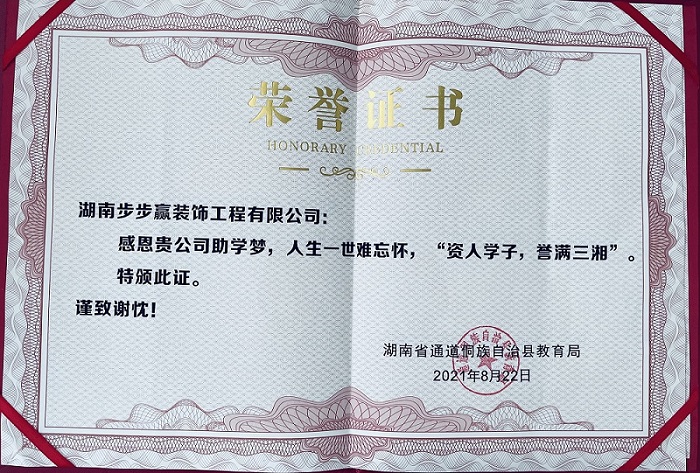 荣誉证书
HONORARY CREDENTIAL
湖南步步赢装饰工程有限公司：
感恩贵公司助学梦，人生一世难忘怀，“资人学子，誉满三湘”。
特颁此证。
谨致谢忱！
湖南省通道侗族自治县教育局
2021年8月22日